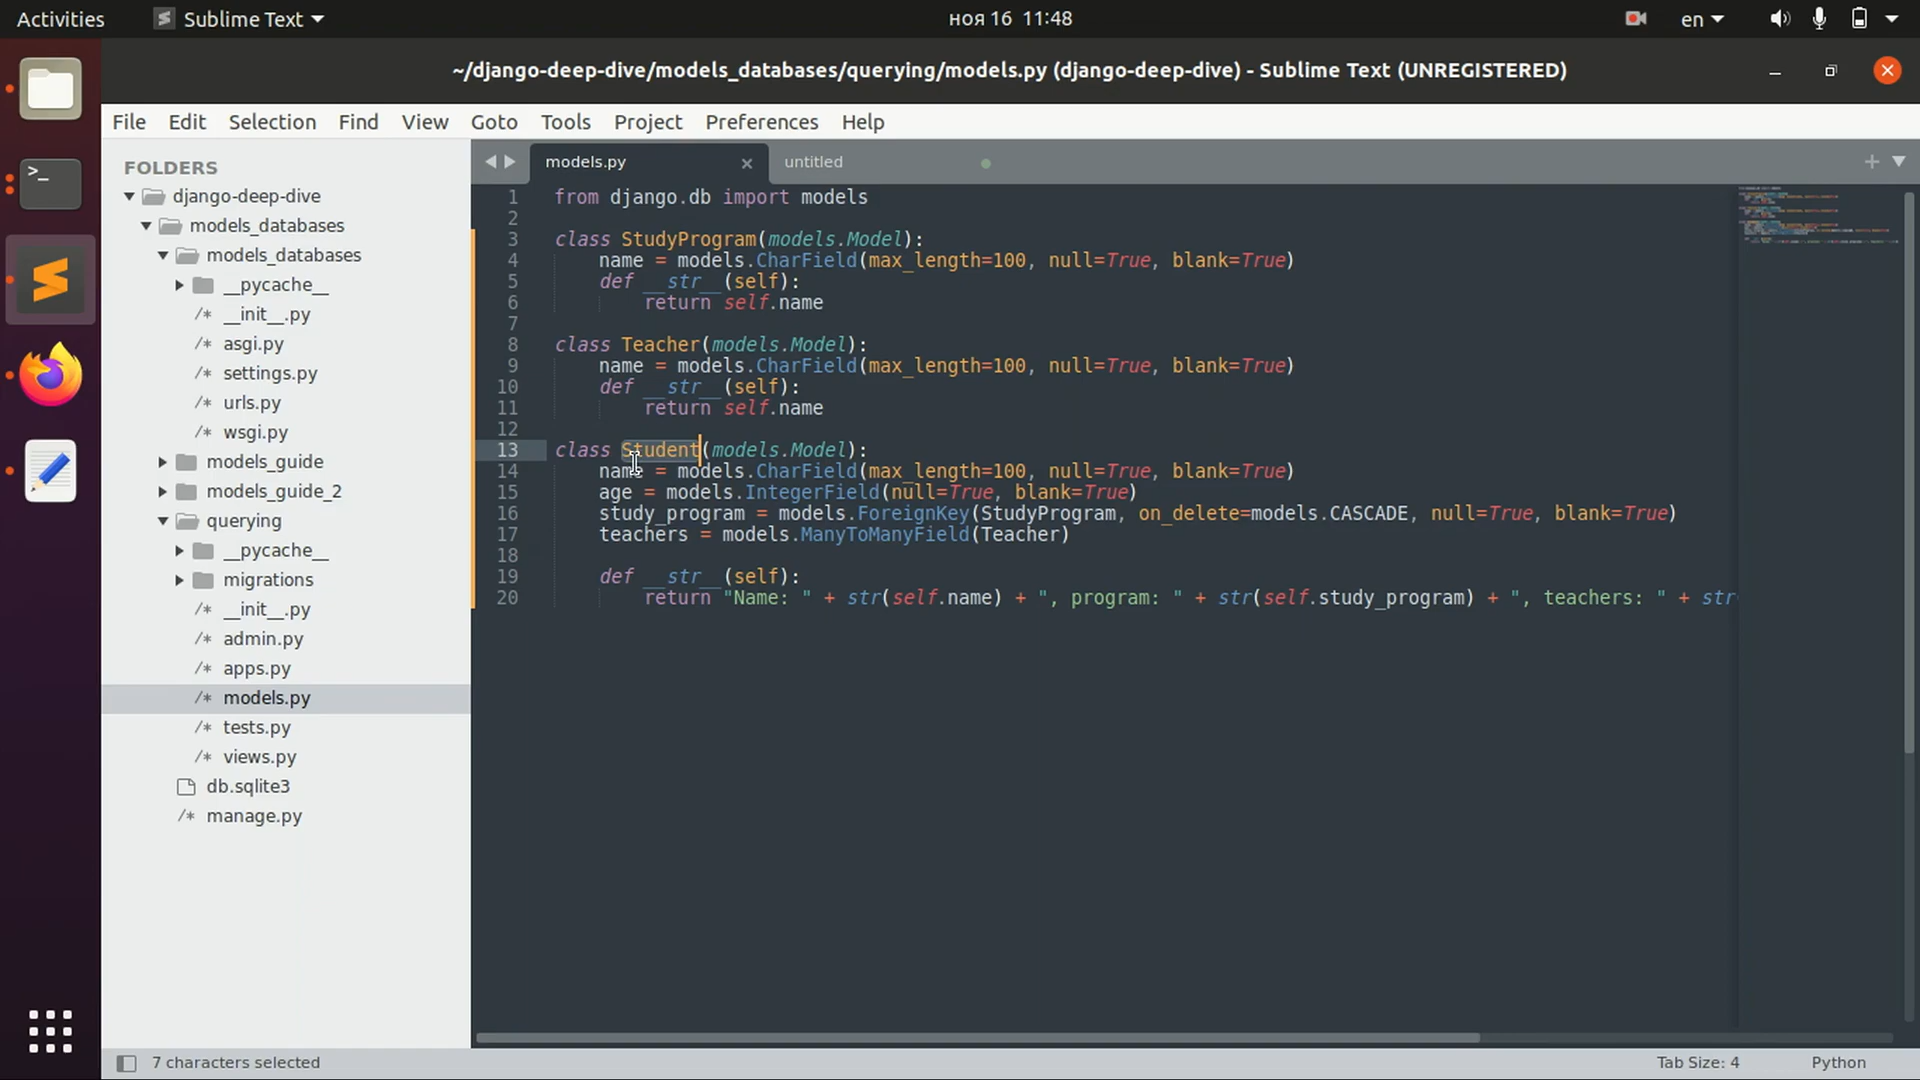 Activities Sublime Text ноя 16 11:48 en
~/django-deep-dive/models_databases/querying/models.py (django-deep-dive) - Sublime Text (UNREGISTERED)
File Edit Selection Find View Goto Tools Project Preferences Help
FOLDERS
django-deep-dive
models_databases
models_databases
__pycache__
/* __init__.py
/* asgi.py
/* settings.py
/* urls.py
/* wsgi.py
models_guide
models_guide_2
querying
__pycache__
migrations
/* __init__.py
/* admin.py
/* apps.py
/* models.py
/* tests.py
/* views.py
db.sqlite3
/* manage.py
models.py untitled
1 from django.db import models
2
3 class StudyProgram(models.Model):
4     name = models.CharField(max_length=100, null=True, blank=True)
5     def __str__(self):
6         return self.name
7
8 class Teacher(models.Model):
9     name = models.CharField(max_length=100, null=True, blank=True)
10     def __str__(self):
11         return self.name
12
13 class Student(models.Model):
14     name = models.CharField(max_length=100, null=True, blank=True)
15     age = models.IntegerField(null=True, blank=True)
16     study_program = models.ForeignKey(StudyProgram, on_delete=models.CASCADE, null=True, blank=True)
17     teachers = models.ManyToManyField(Teacher)
18
19     def __str__(self):
20         return "Name: " + str(self.name) + ", program: " + str(self.study_program) + ", teachers: " + str
7 characters selected Tab Size: 4 Python